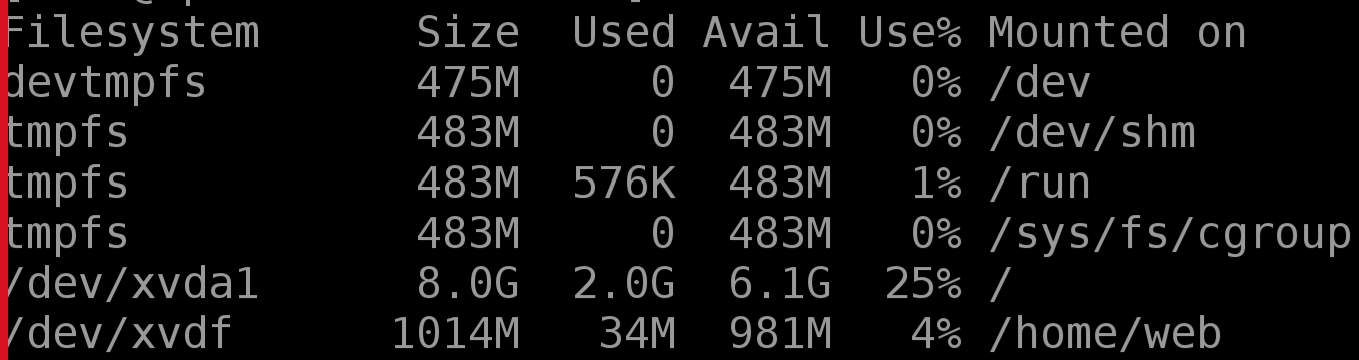 Filesystem Size Used Avail Use% Mounted on
devtmpfs 475M 0 475M 0% /dev
tmpfs 483M 0 483M 0% /dev/shm
tmpfs 483M 576K 483M 1% /run
tmpfs 483M 0 483M 0% /sys/fs/cgroup
/dev/xvda1 8.0G 2.0G 6.1G 25% /
/dev/xvdf 1014M 34M 981M 4% /home/web